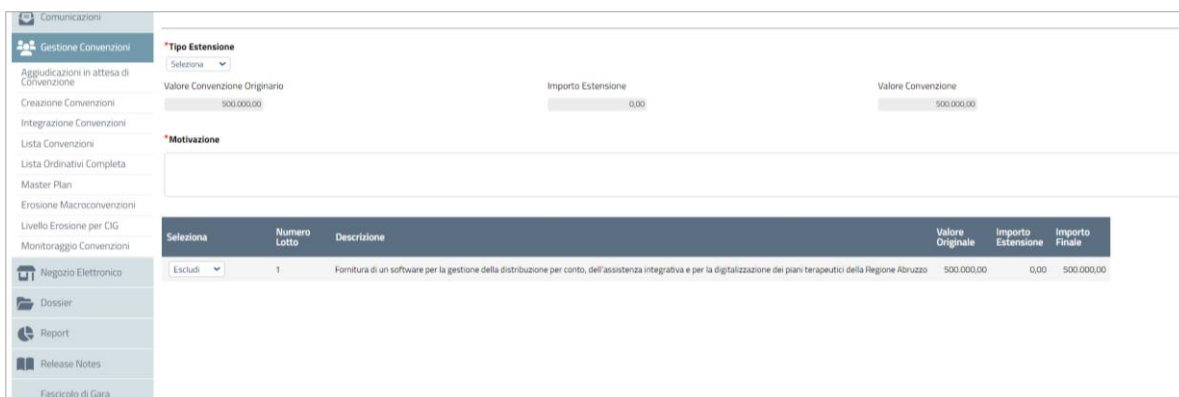 Comunicazioni
Gestione Convenzioni
Aggiudicazioni in attesa di
Convenzione
Creazione Convenzioni
Integrazione Convenzioni
Lista Convenzioni
Lista Ordinativi Completa
Master Plan
Erosione Macroconvenzioni
Livello Erosione per CIG
Monitoraggio Convenzioni
Negozio Elettronico
Dossier
Report
Release Notes
Fascicolo di Gara
*Tipo Estensione
Seleziona
Valore Convenzione Originario Importo Estensione Valore Convenzione
500.000,00 0,00 500.000,00
*Motivazione
Seleziona Numero Lotto Descrizione Valore Originale Importo Estensione Importo Finale
Escludi 1 Fornitura di un software per la gestione della distribuzione per conto, dell'assistenza integrativa e per la digitalizzazione dei piani terapeutici della Regione Abruzzo 500.000,00 0,00 500.000,00